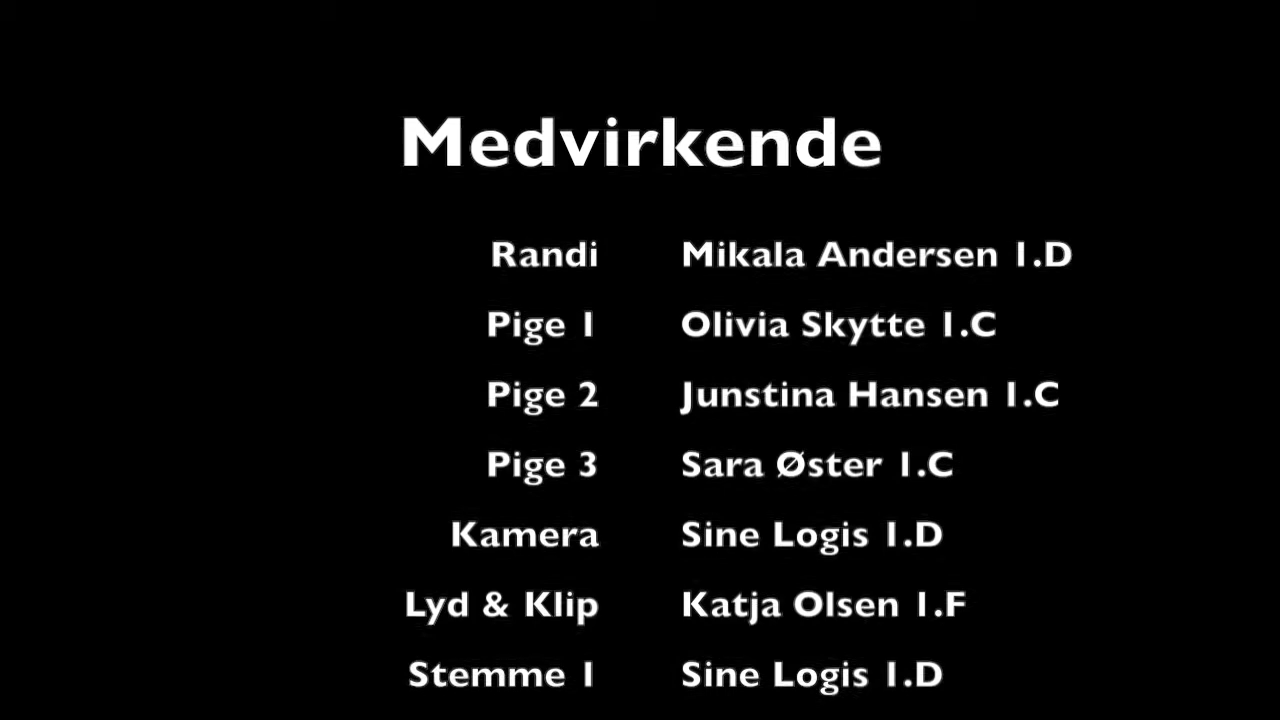 Medvirkende
Randi Mikala Andersen 1.D
Pige 1 Olivia Skytte 1.C
Pige 2 Junstina Hansen 1.C
Pige 3 Sara Øster 1.C
Kamera Sine Logis 1.D
Lyd & Klip Katja Olsen 1.F
Stemme 1 Sine Logis 1.D